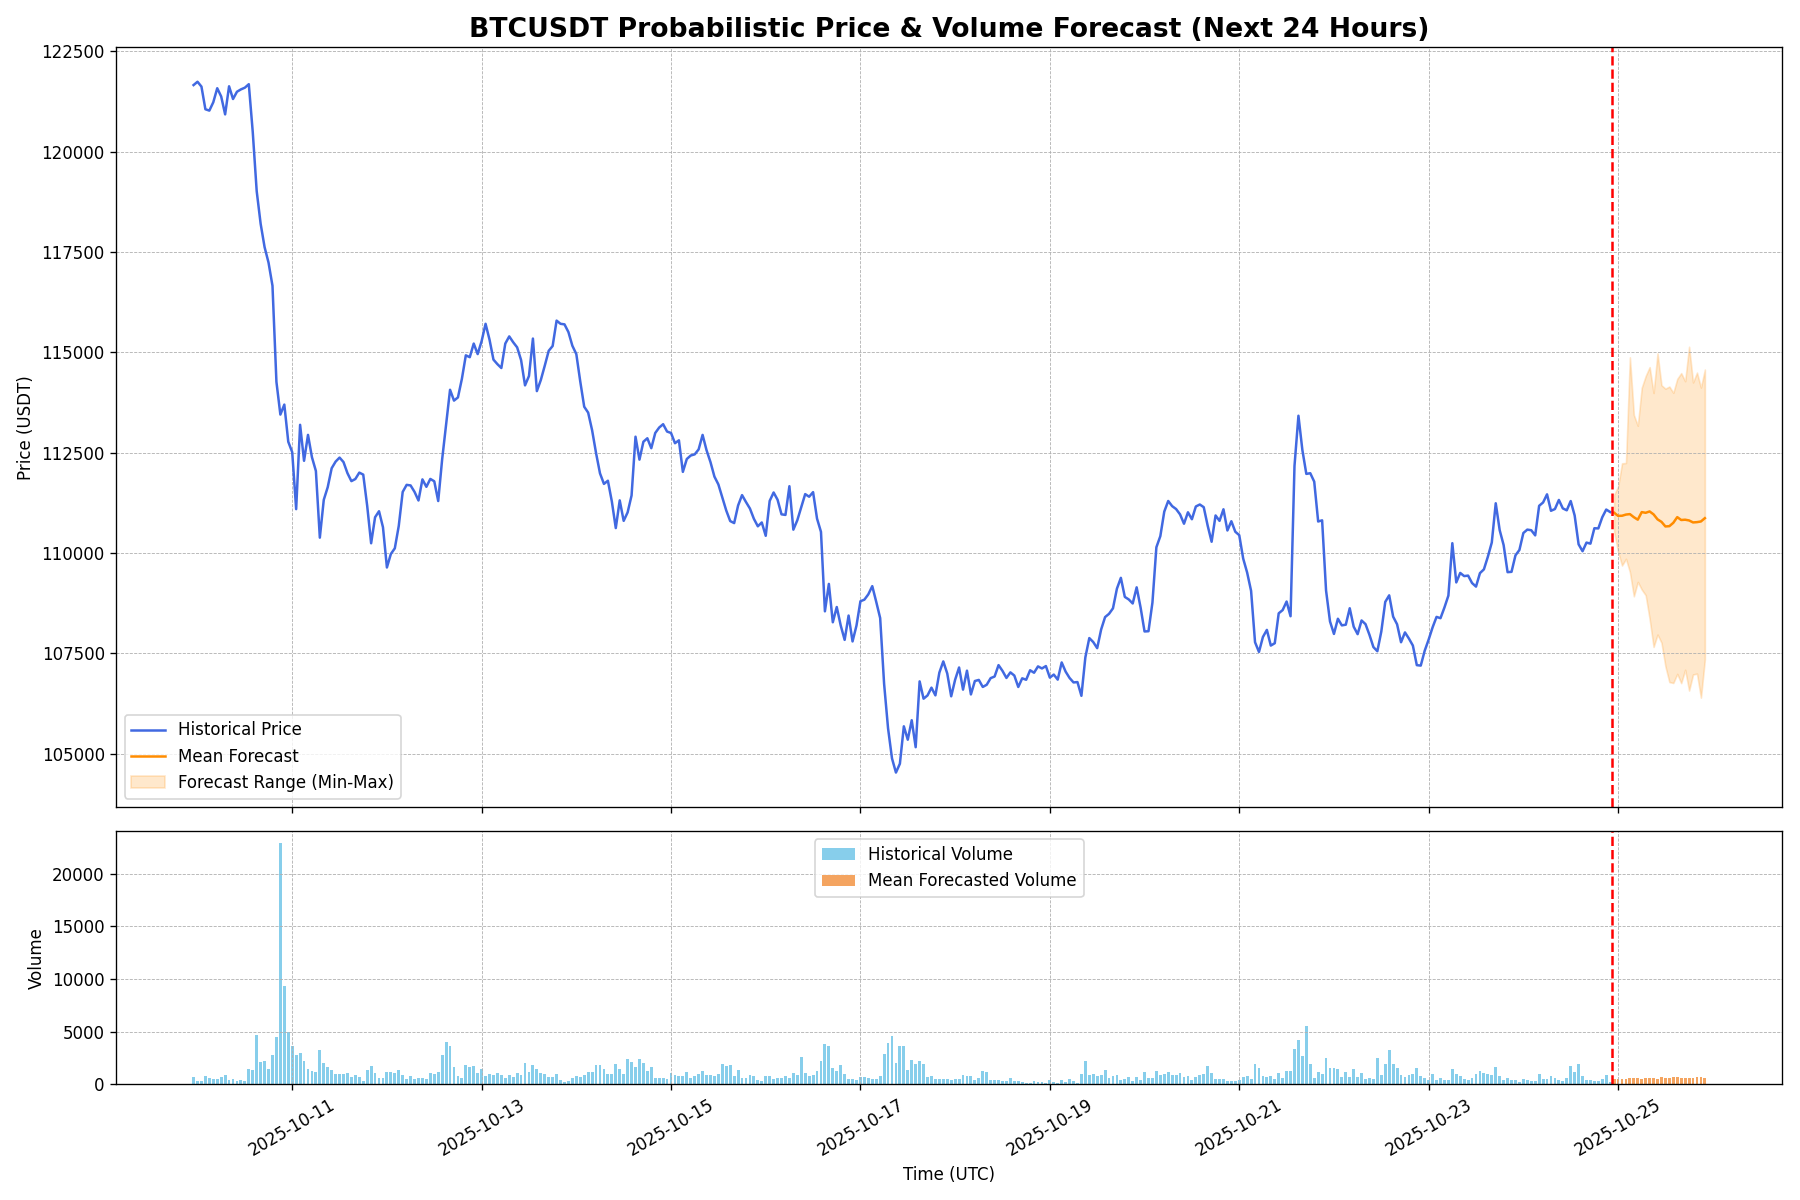 BTCUSDT Probabilistic Price & Volume Forecast (Next 24 Hours)
122500
120000
117500
115000
112500
110000
107500
105000
Price (USDT)
Historical Price
Mean Forecast
Forecast Range (Min-Max)
20000
15000
10000
5000
0
Volume
Historical Volume
Mean Forecasted Volume
2025-10-11
2025-10-13
2025-10-15
2025-10-17
2025-10-19
2025-10-21
2025-10-23
2025-10-25
Time (UTC)